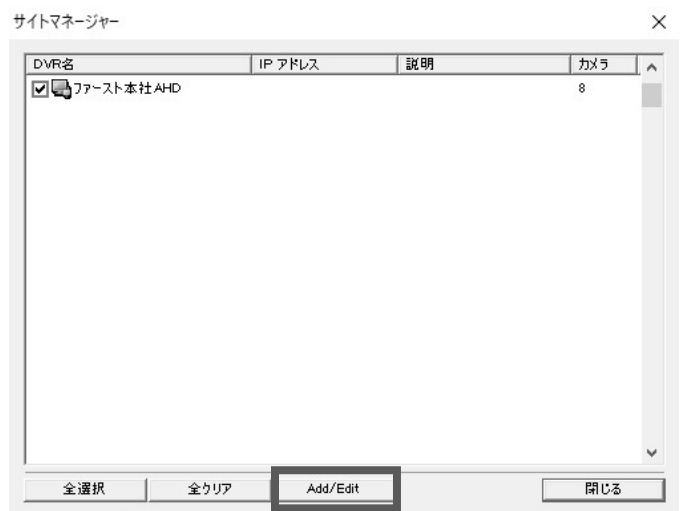 サイトマネージャー
DVR名 IP アドレス 説明 カメラ
ファースト本社AHD 8
全選択 全クリア Add/Edit 閉じる